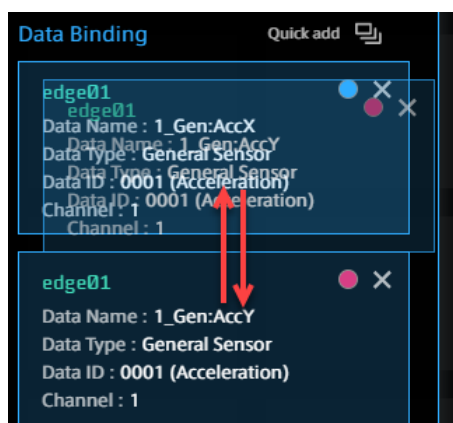 Data Binding
Quick add
edge01
edge01
Data Name : 1_Gen:AccX
Data Name : 1_Gen:AccY
Data Type : General Sensor
Data Type : General Sensor
Data ID : 0001 (Acceleration)
Data ID : 0001 (Acceleration)
Channel : 1
Channel : 1
edge01
Data Name : 1_Gen:AccY
Data Type : General Sensor
Data ID : 0001 (Acceleration)
Channel : 1